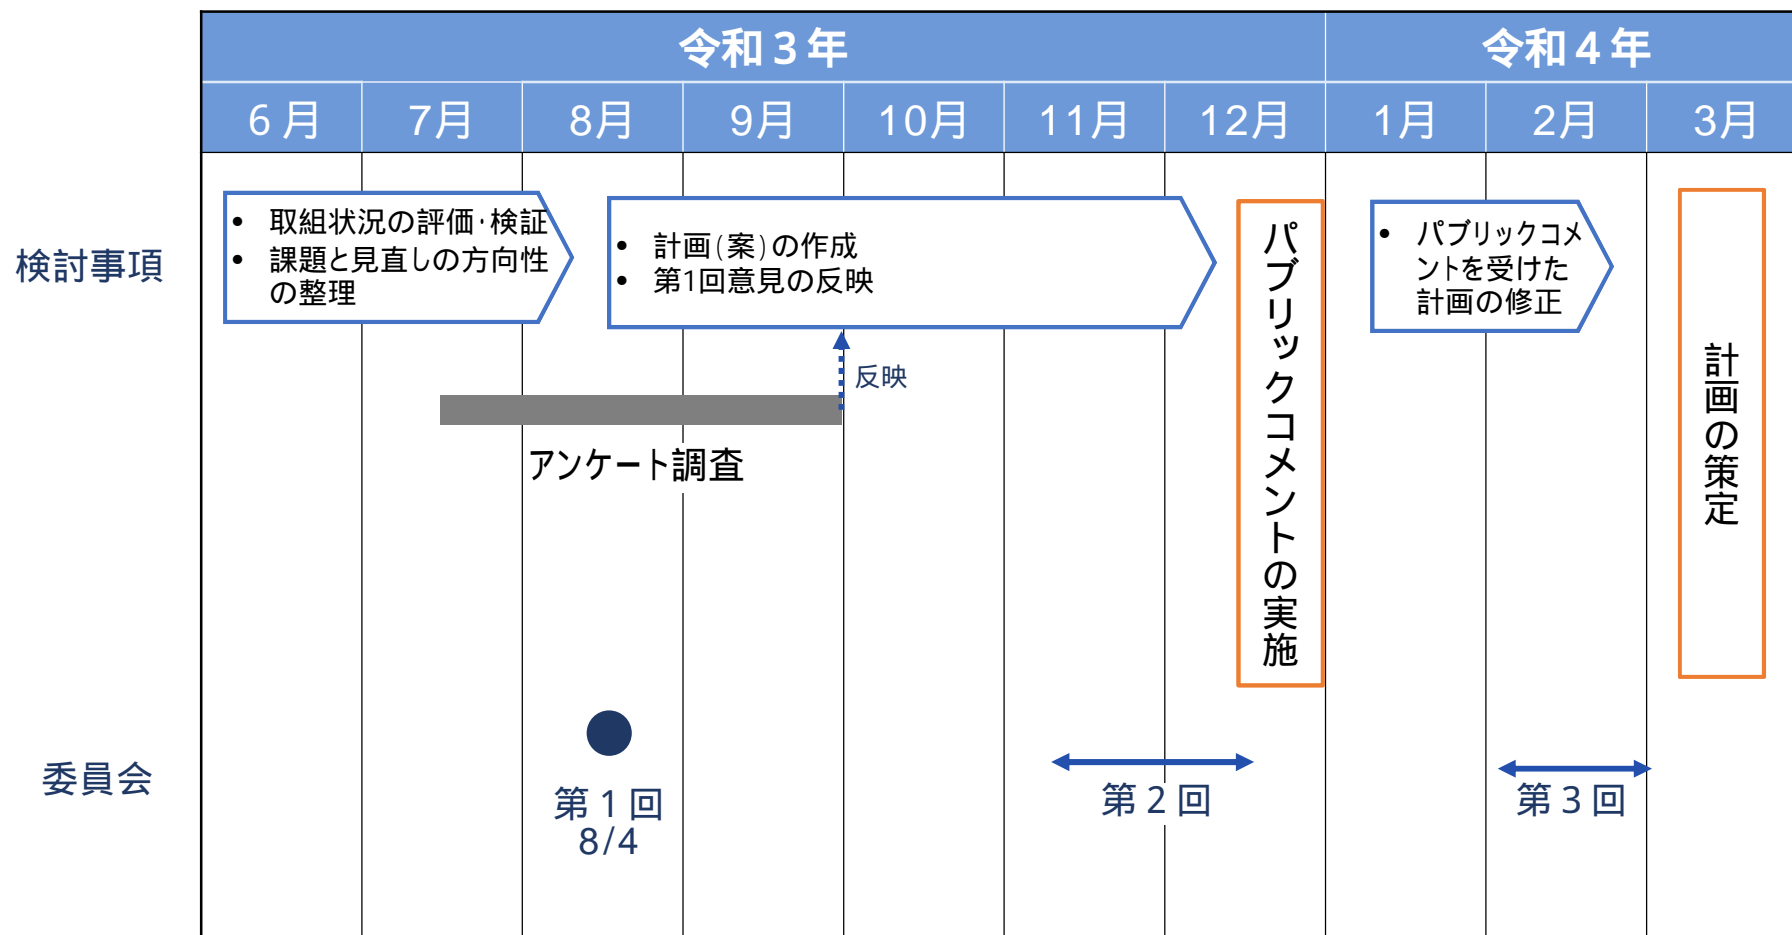 令和3年
令和4年
6月
7月
8月
9月
10月
11月
12月
1月
2月
3月
検討事項
• 取組状況の評価・検証
• 課題と見直しの方向性
の整理
• 計画(案)の作成
• 第1回意見の反映
反映
アンケート調査
パブリックコメントの実施
• パブリックコメ
ントを受けた
計画の修正
計画の策定
委員会
第1回
8/4
第2回
第3回